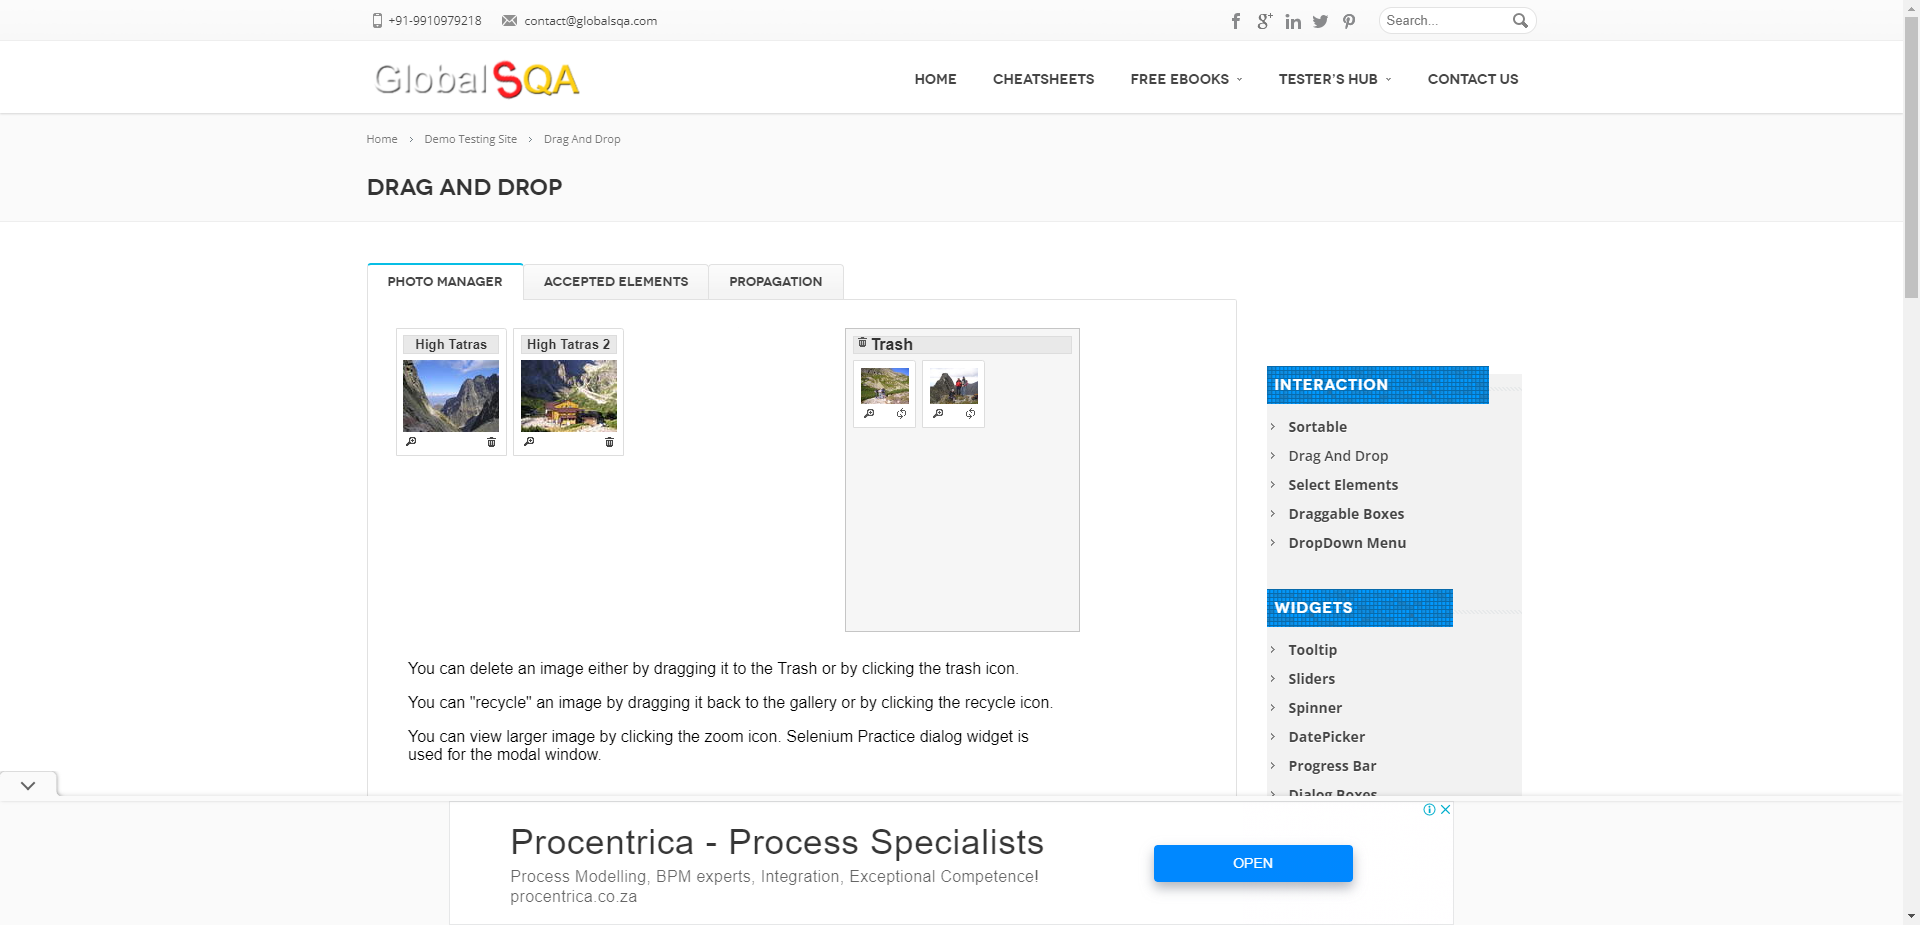 +91-9910979218 contact@globalsqa.com Search...
GlobalSQA HOME CHEATSHEETS FREE EBOOKS TESTER'S HUB CONTACT US
Home › Demo Testing Site › Drag And Drop
DRAG AND DROP
PHOTO MANAGER ACCEPTED ELEMENTS PROPAGATION
High Tatras High Tatras 2 Trash
You can delete an image either by dragging it to the Trash or by clicking the trash icon.
You can "recycle" an image by dragging it back to the gallery or by clicking the recycle icon.
You can view larger image by clicking the zoom icon. Selenium Practice dialog widget is
used for the modal window.
INTERACTION
Sortable
Drag And Drop
Select Elements
Draggable Boxes
DropDown Menu
WIDGETS
Tooltip
Sliders
Spinner
DatePicker
Progress Bar
Dialog Boxes
Procentrica - Process Specialists
Process Modelling, BPM experts, Integration, Exceptional Competence!
procentrica.co.za
OPEN